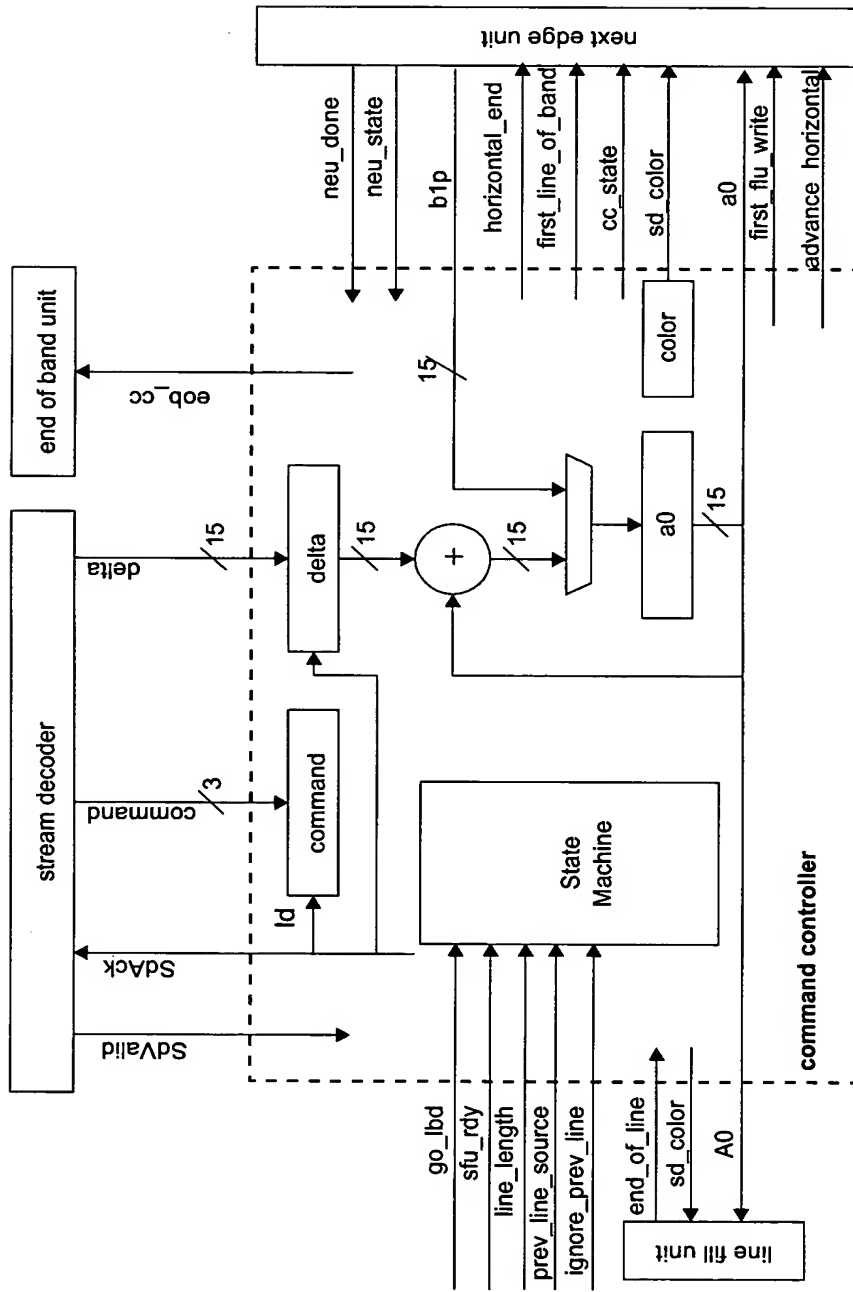 stream decoder
end of band unit
SdValid
SdAck
command
3
delta
15
eob_cc
ld
command
delta
15
+
15
15
a0
15
color
State
Machine
command controller
go_lbd
sfu_rdy
line_length
prev_line_source
ignore_prev_line
end_of_line
sd_color
A0
line fill unit
neu_done
neu_state
b1p
horizontal_end
first_line_of_band
cc_state
sd_color
a0
first_flu_write
advance_horizontal
next edge unit